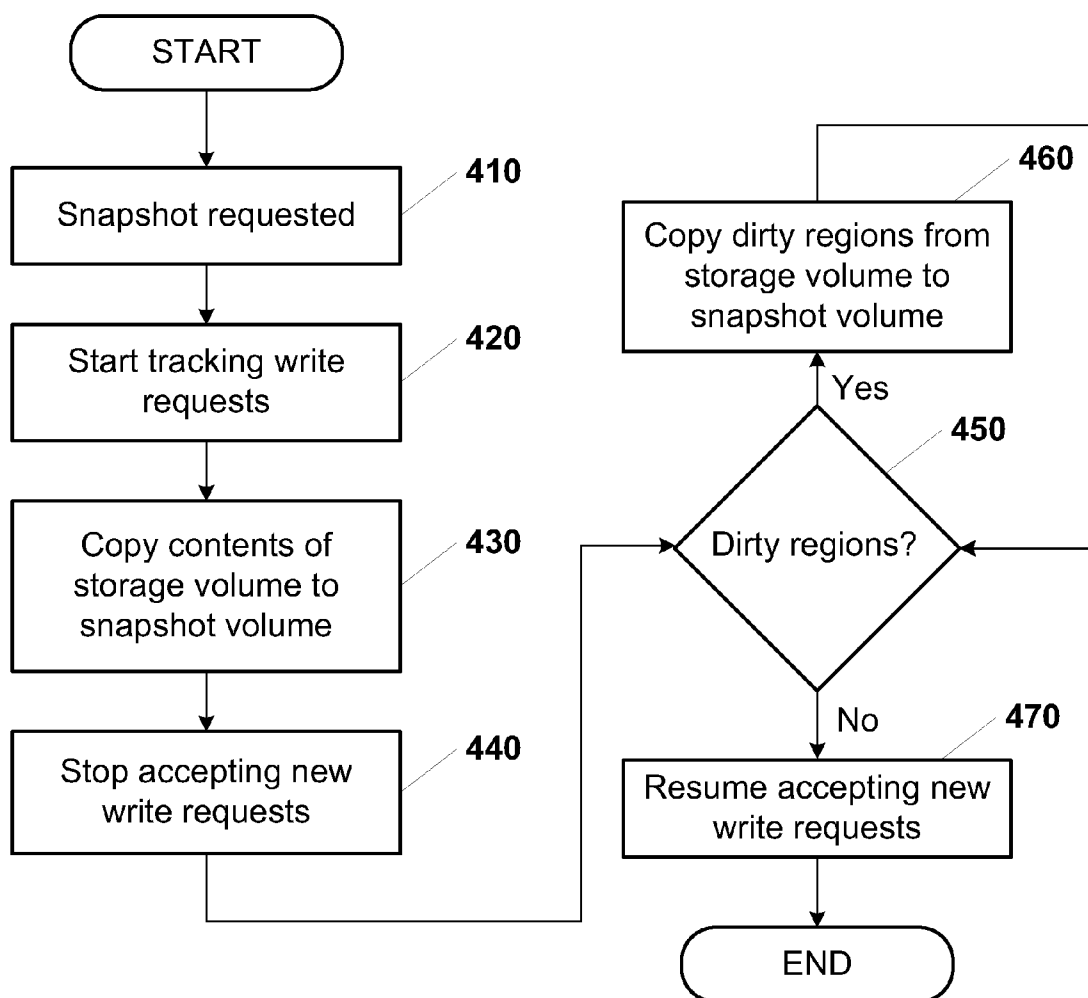 START
410
Snapshot requested
420
Start tracking write
requests
430
Copy contents of
storage volume to
snapshot volume
440
Stop accepting new
write requests
460
Copy dirty regions from
storage volume to
snapshot volume
Yes
450
Dirty regions?
No
470
Resume accepting new
write requests
END